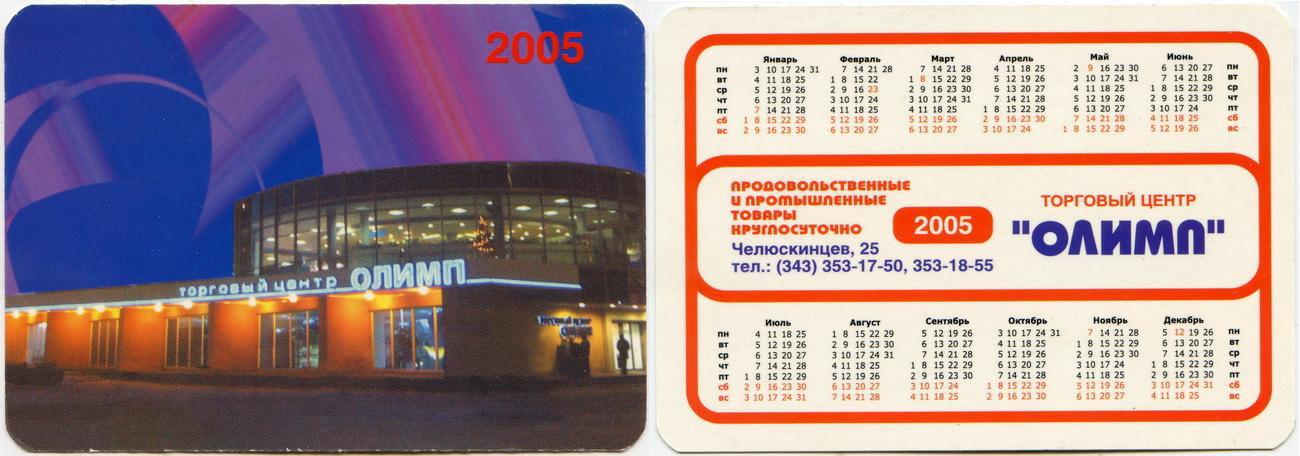 2005
торговый центр ОЛИМП
Январь Февраль Март Апрель Май Июнь
пн 3 10 17 24 31 7 14 21 28 7 14 21 28 4 11 18 25 2 9 16 23 30 6 13 20 27 пн
вт 4 11 18 25 1 8 15 22 1 8 15 22 29 5 12 19 26 3 10 17 24 31 7 14 21 28 вт
ср 5 12 19 26 2 9 16 23 2 9 16 23 30 6 13 20 27 4 11 18 25 1 8 15 22 29 ср
чт 6 13 20 27 3 10 17 24 3 10 17 24 31 7 14 21 28 5 12 19 26 2 9 16 23 30 чт
пт 7 14 21 28 4 11 18 25 4 11 18 25 1 8 15 22 29 6 13 20 27 3 10 17 24 пт
сб 1 8 15 22 29 5 12 19 26 5 12 19 26 2 9 16 23 30 7 14 21 28 4 11 18 25 сб
вс 2 9 16 23 30 6 13 20 27 6 13 20 27 3 10 17 24 1 8 15 22 29 5 12 19 26 вс
ПРОДОВОЛЬСТВЕННЫЕ
И ПРОМЫШЛЕННЫЕ
ТОВАРЫ
КРУГЛОСУТОЧНО
Челюскинцев, 25
тел.: (343) 353-17-50, 353-18-55
2005
ТОРГОВЫЙ ЦЕНТР
"ОЛИМП"
Июль Август Сентябрь Октябрь Ноябрь Декабрь
пн 4 11 18 25 1 8 15 22 29 5 12 19 26 3 10 17 24 31 7 14 21 28 5 12 19 26 пн
вт 5 12 19 26 2 9 16 23 30 6 13 20 27 4 11 18 25 1 8 15 22 29 6 13 20 27 вт
ср 6 13 20 27 3 10 17 24 31 7 14 21 28 5 12 19 26 2 9 16 23 30 7 14 21 28 ср
чт 7 14 21 28 4 11 18 25 1 8 15 22 29 6 13 20 27 3 10 17 24 1 8 15 22 29 чт
пт 1 8 15 22 29 5 12 19 26 2 9 16 23 30 7 14 21 28 4 11 18 25 2 9 16 23 30 пт
сб 2 9 16 23 30 6 13 20 27 3 10 17 24 1 8 15 22 29 5 12 19 26 3 10 17 24 31 сб
вс 3 10 17 24 31 7 14 21 28 4 11 18 25 2 9 16 23 30 6 13 20 27 4 11 18 25 вс